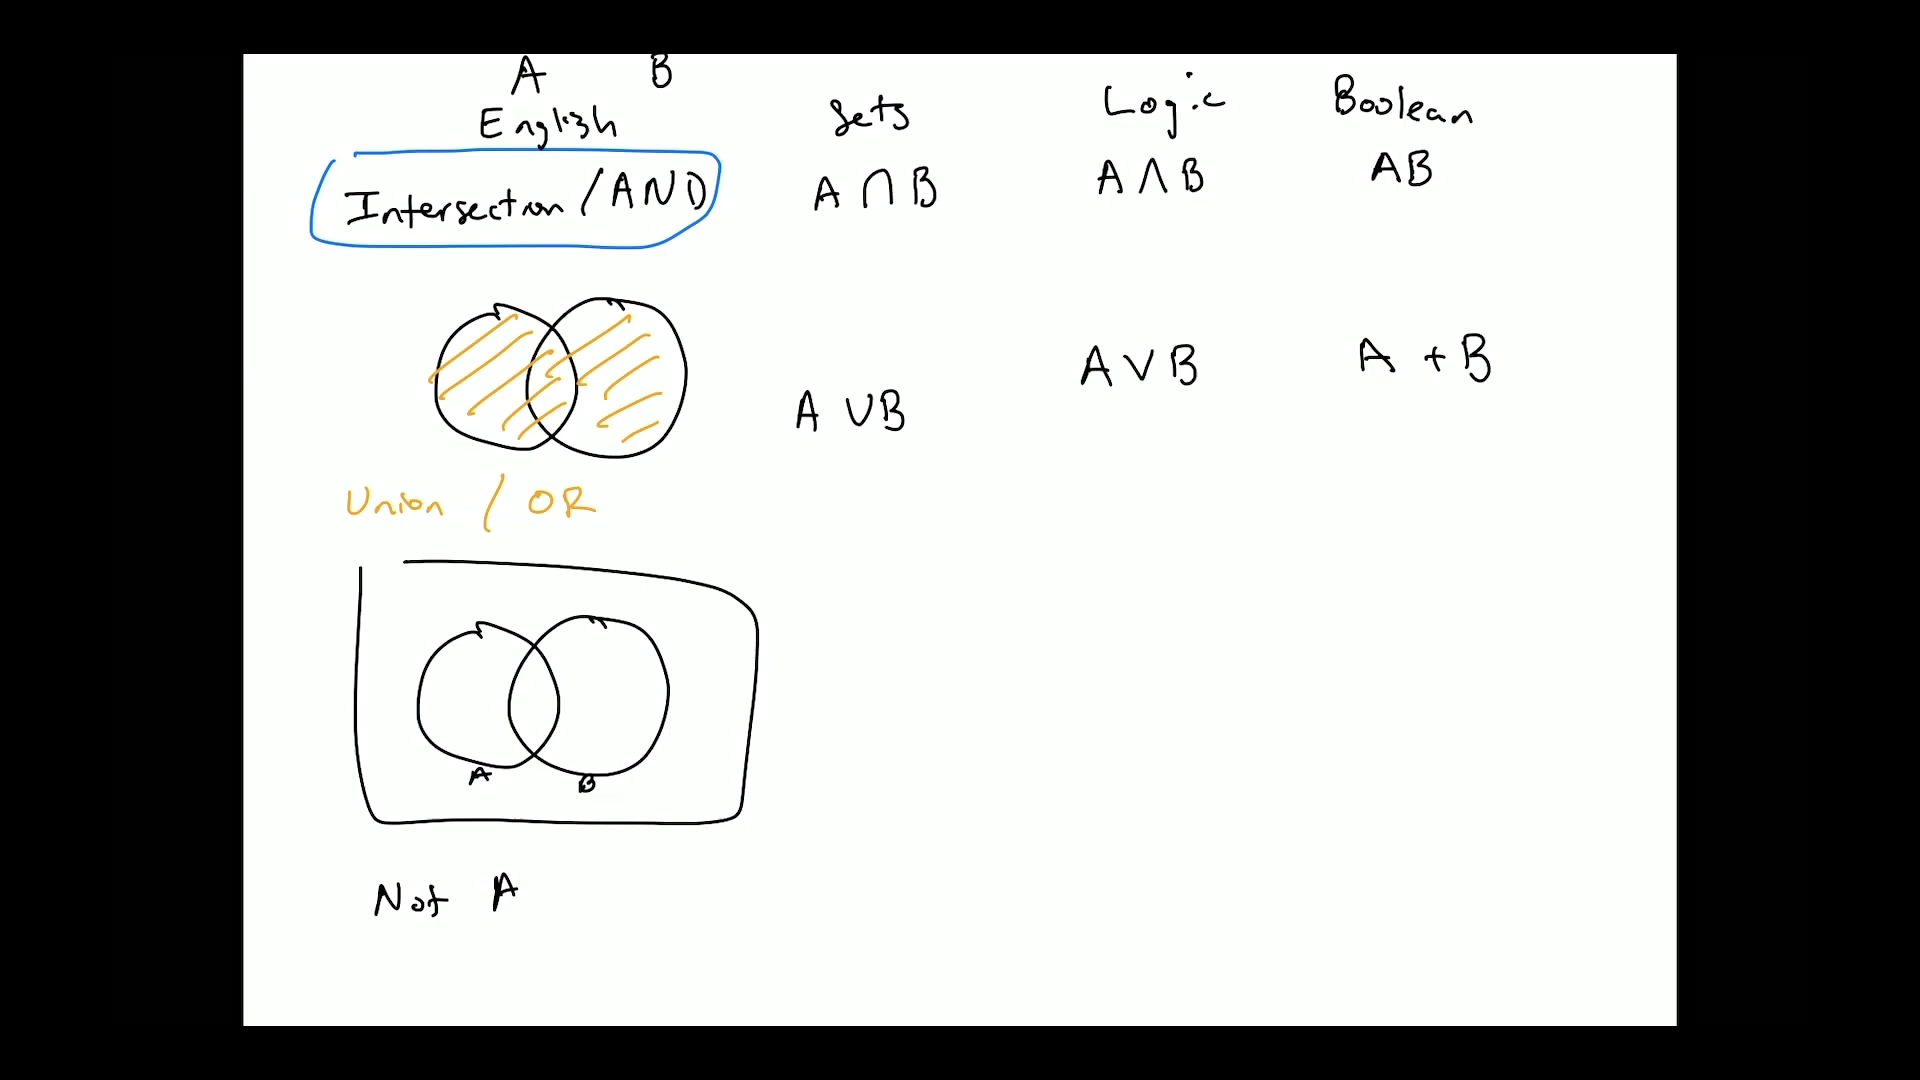 A B
English Sets Logic Boolean
Intersection / AND A ∩ B A ∧ B AB
A ∪ B A ∨ B A + B
Union / OR
A B
Not A